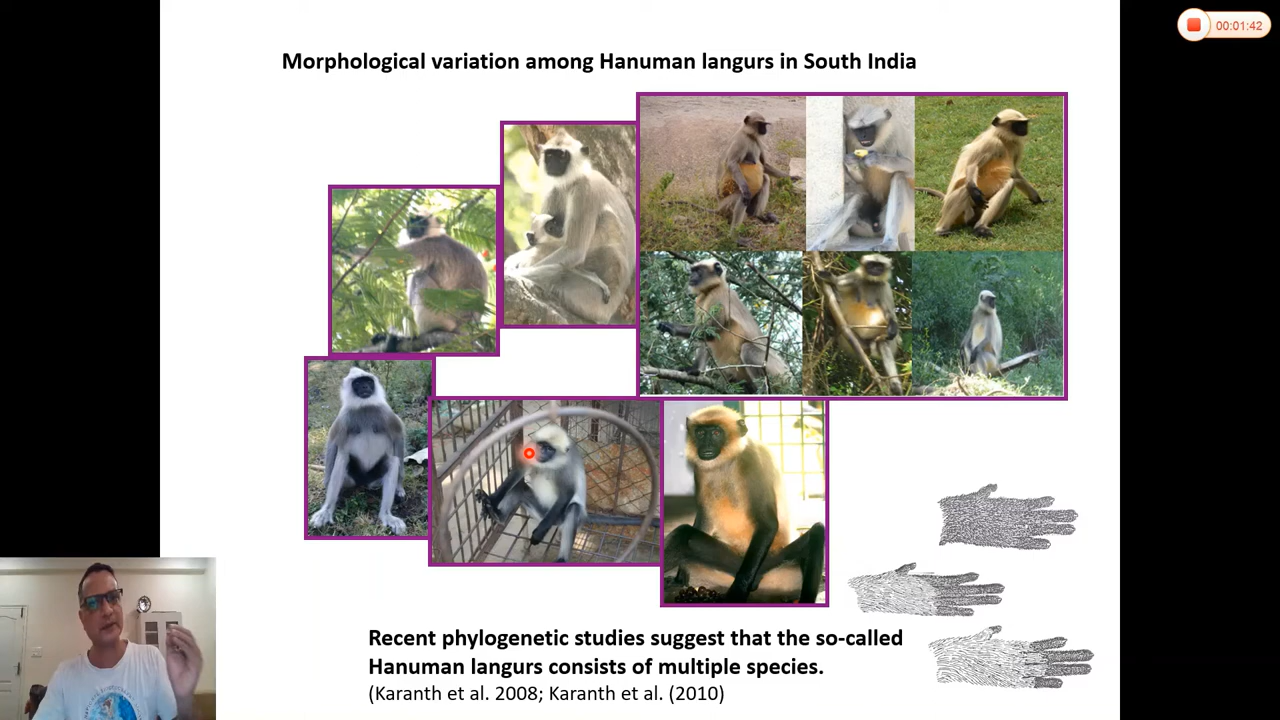 00:01:42
Morphological variation among Hanuman langurs in South India
Recent phylogenetic studies suggest that the so-called
Hanuman langurs consists of multiple species.
(Karanth et al. 2008; Karanth et al. (2010)